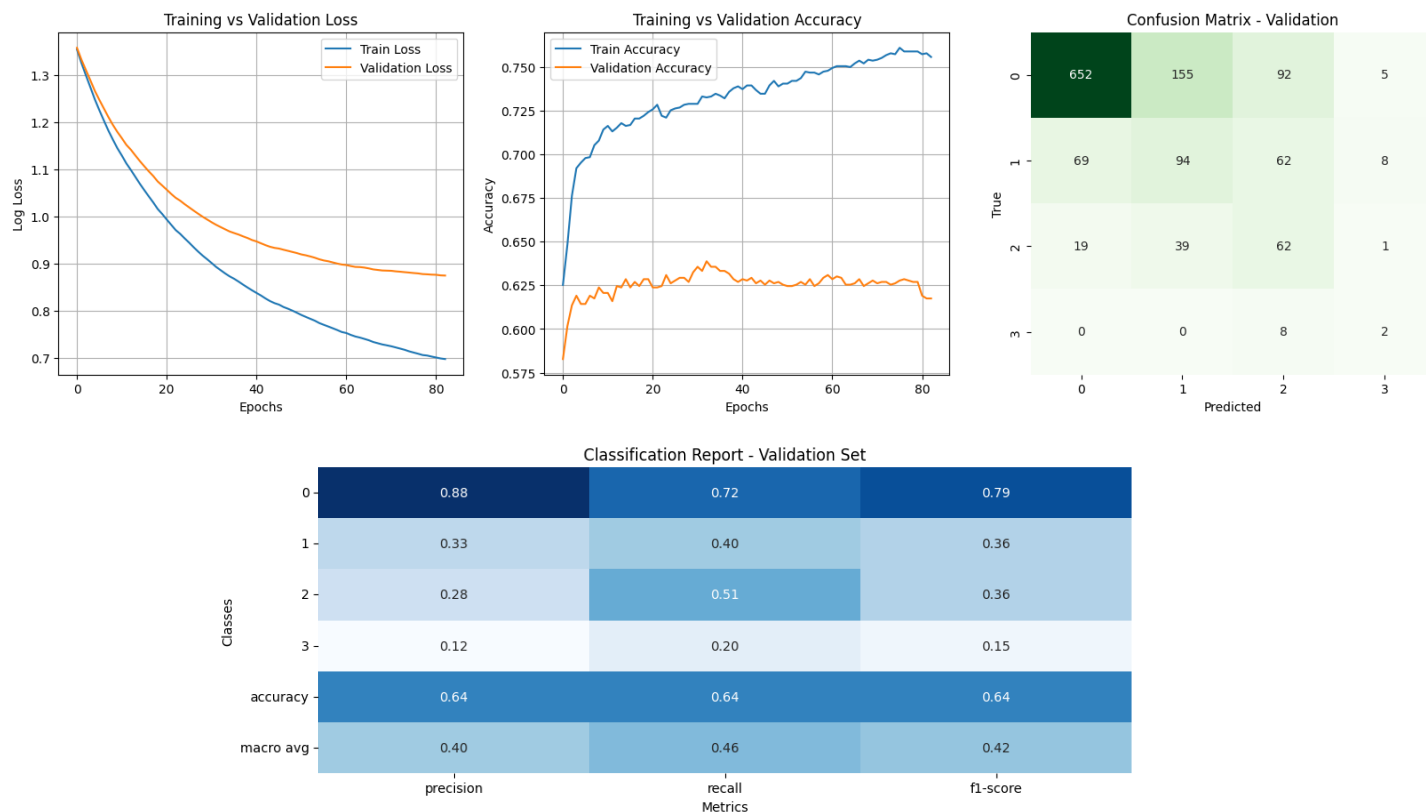 Training vs Validation Loss
Train Loss
Validation Loss
1.3
1.2
1.1
1.0
0.9
0.8
0.7
Log Loss
0 20 40 60 80
Epochs
Training vs Validation Accuracy
Train Accuracy
Validation Accuracy
0.750
0.725
0.700
0.675
0.650
0.625
0.600
0.575
Accuracy
0 20 40 60 80
Epochs
Confusion Matrix - Validation
0 652 155 92 5
1 69 94 62 8
2 19 39 62 1
3 0 0 8 2
True
0 1 2 3
Predicted
Classification Report - Validation Set
0 0.88 0.72 0.79
1 0.33 0.40 0.36
2 0.28 0.51 0.36
3 0.12 0.20 0.15
accuracy 0.64 0.64 0.64
macro avg 0.40 0.46 0.42
Classes
precision recall f1-score
Metrics